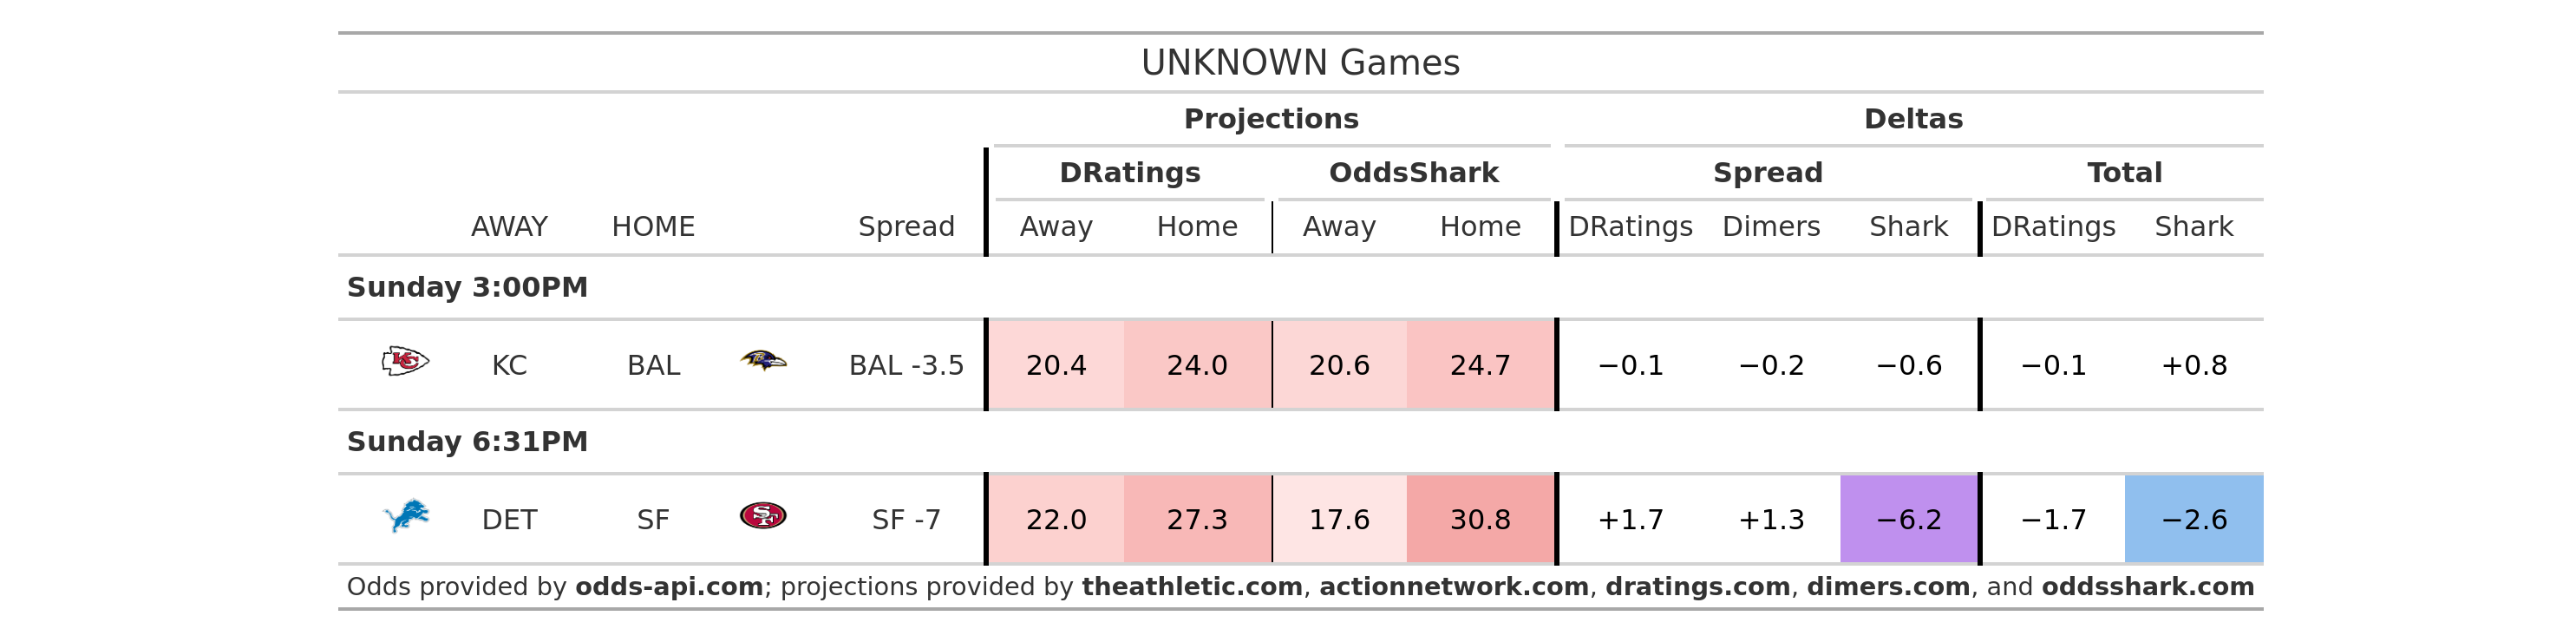 UNKNOWN Games
Projections Deltas
DRatings OddsShark Spread Total
AWAY HOME Spread Away Home Away Home DRatings Dimers Shark DRatings Shark
Sunday 3:00PM
KC KC BAL BAL -3.5 20.4 24.0 20.6 24.7 −0.1 −0.2 −0.6 −0.1 +0.8
Sunday 6:31PM
DET SF SF SF -7 22.0 27.3 17.6 30.8 +1.7 +1.3 −6.2 −1.7 −2.6
Odds provided by odds-api.com; projections provided by theathletic.com, actionnetwork.com, dratings.com, dimers.com, and oddsshark.com